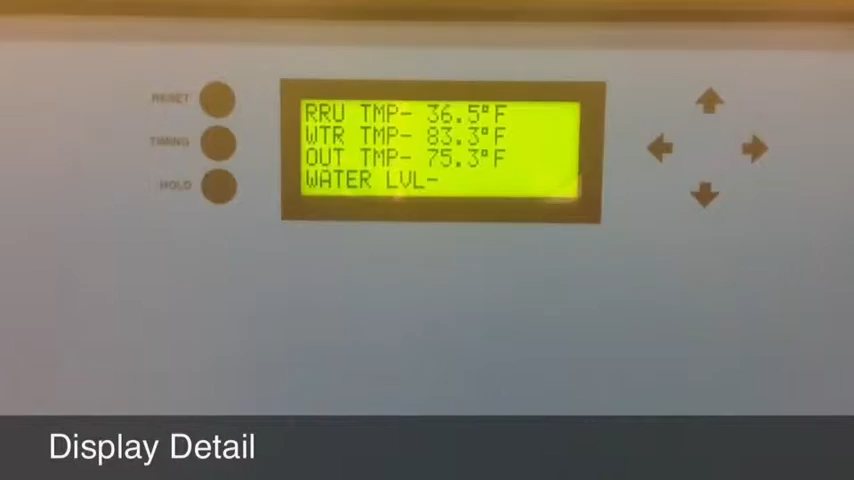 RESET
TIMING
HOLD
RRU TMP- 36.5°F
WTR TMP- 83.3°F
OUT TMP- 75.3°F
WATER LVL-
Display Detail